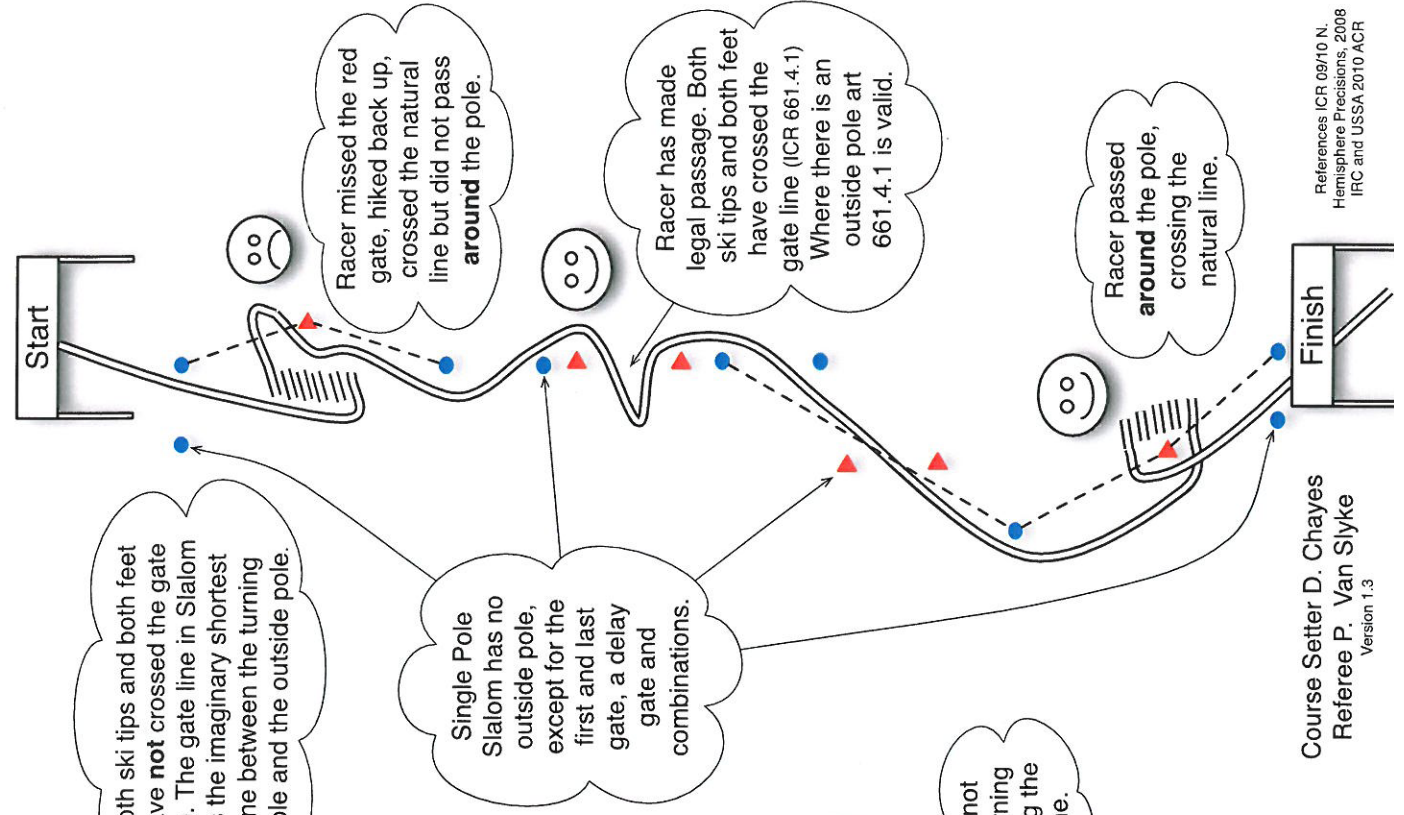 Start
Racer missed the red
gate, hiked back up,
crossed the natural
line but did not pass
around the pole.
oth ski tips and both feet
ve not crossed the gate
. The gate line in Slalom
the imaginary shortest
ne between the turning
ole and the outside pole.
Racer has made
legal passage. Both
ski tips and both feet
have crossed the
gate line (ICR 661.4.1)
Where there is an
outside pole art
661.4.1 is valid.
Single Pole
Slalom has no
outside pole,
except for the
first and last
gate, a delay
gate and
combinations.
Racer passed
around the pole,
crossing the
natural line.
not
rning
g the
e.
Finish
References ICR 09/10 N.
Hemisphere Precisions, 2008
IRC and USSA 2010 ACR
Course Setter D. Chayes
Referee P. Van Slyke
Version 1.3